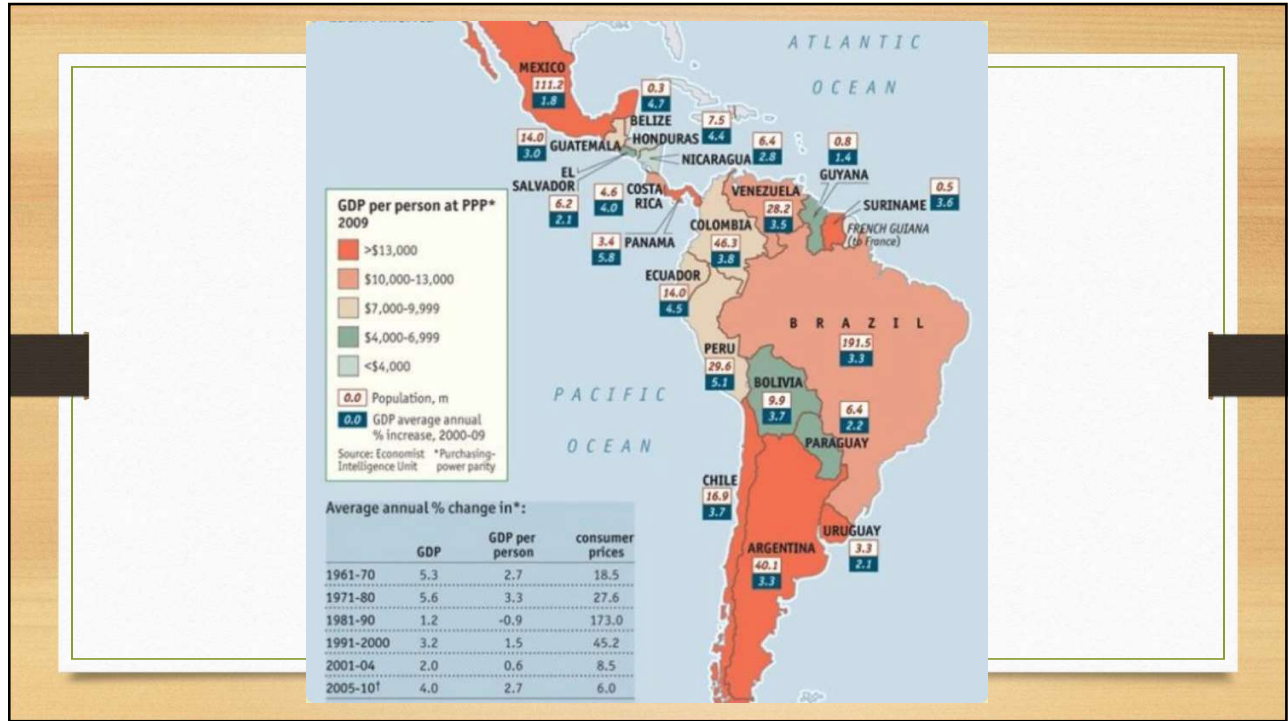 ATLANTIC
OCEAN
MEXICO
111.2
1.8
0.3
4.7
BELIZE
7.5
4.4
HONDURAS
14.0
3.0
GUATEMALA
6.4
2.8
NICARAGUA
0.8
1.4
GUYANA
EL
SALVADOR
6.2
2.1
4.6
4.0
COSTA
RICA
VENEZUELA
28.2
3.5
0.5
3.6
SURINAME
FRENCH GUIANA
(to France)
COLOMBIA
46.3
3.8
3.4
5.8
PANAMA
ECUADOR
14.0
4.5
BRAZIL
191.5
3.3
PERU
29.6
5.1
BOLIVIA
9.9
3.7
6.4
2.2
PARAGUAY
PACIFIC
OCEAN
CHILE
16.9
3.7
URUGUAY
3.3
2.1
ARGENTINA
40.1
3.3
GDP per person at PPP*
2009
>$13,000
$10,000-13,000
$7,000-9,999
$4,000-6,999
<$4,000
0.0 Population, m
0.0 GDP average annual
% increase, 2000-09
Source: Economist *Purchasing-
Intelligence Unit power parity
Average annual % change in*:
GDP GDP per person consumer prices
1961-70 5.3 2.7 18.5
1971-80 5.6 3.3 27.6
1981-90 1.2 -0.9 173.0
1991-2000 3.2 1.5 45.2
2001-04 2.0 0.6 8.5
2005-10† 4.0 2.7 6.0